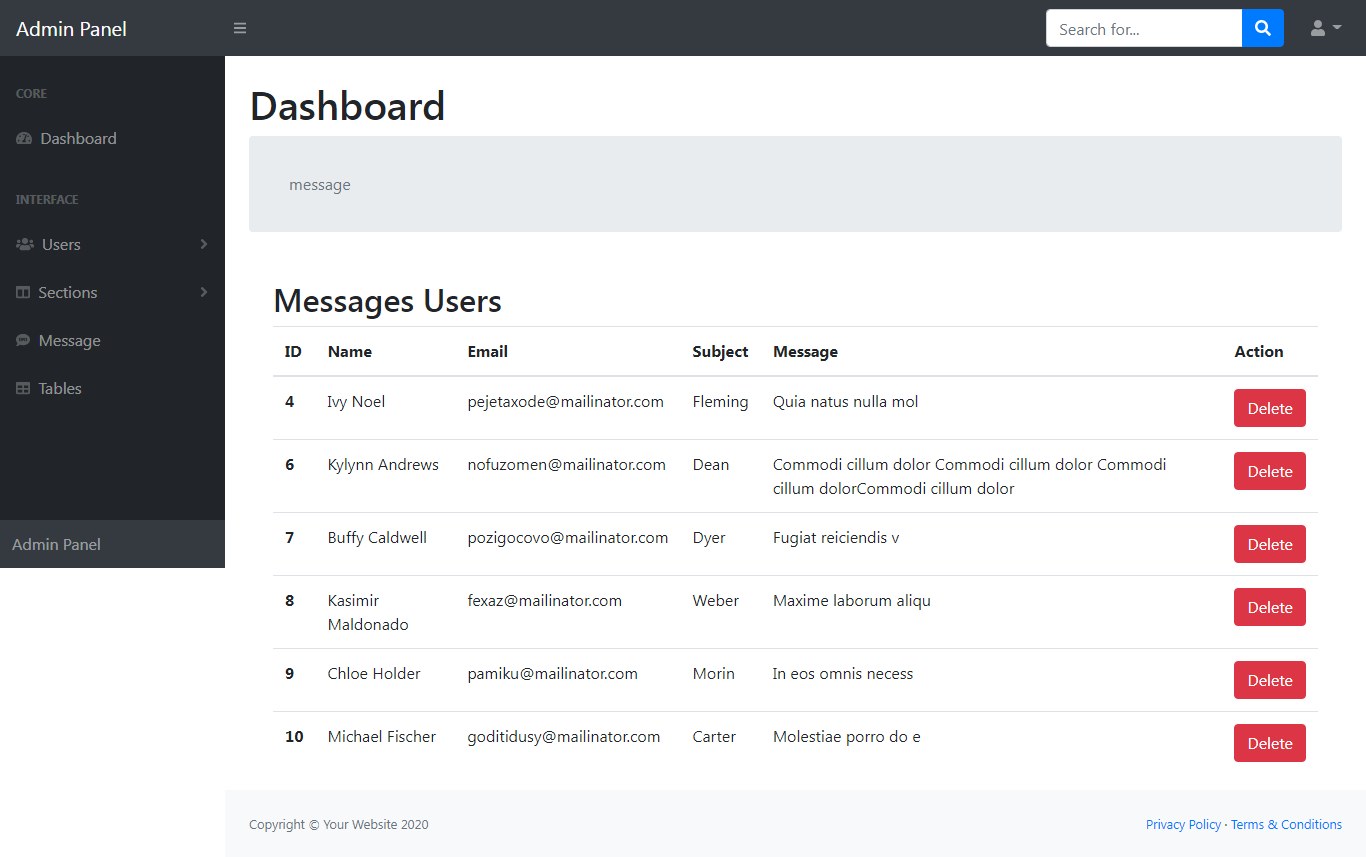 Admin Panel
Search for...
CORE
Dashboard
INTERFACE
Users
Sections
Message
Tables
Admin Panel
Dashboard
message
Messages Users
ID Name Email Subject Message Action
4 Ivy Noel pejetaxode@mailinator.com Fleming Quia natus nulla mol Delete
6 Kylynn Andrews nofuzomen@mailinator.com Dean Commodi cillum dolor Commodi cillum dolor Commodi Delete
cillum dolorCommodi cillum dolor
7 Buffy Caldwell pozigocovo@mailinator.com Dyer Fugiat reiciendis v Delete
8 Kasimir fexaz@mailinator.com Weber Maxime laborum aliqu Delete
Maldonado
9 Chloe Holder pamiku@mailinator.com Morin In eos omnis necess Delete
10 Michael Fischer goditidusy@mailinator.com Carter Molestiae porro do e Delete
Copyright © Your Website 2020 Privacy Policy · Terms & Conditions